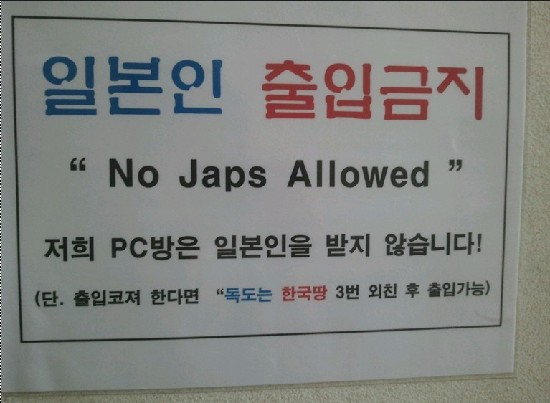 일본인 출입금지
“ No Japs Allowed ”
저희 PC방은 일본인을 받지 않습니다!
(단. 출입코져 한다면 “독도는 한국땅 3번 외친 후 출입가능)